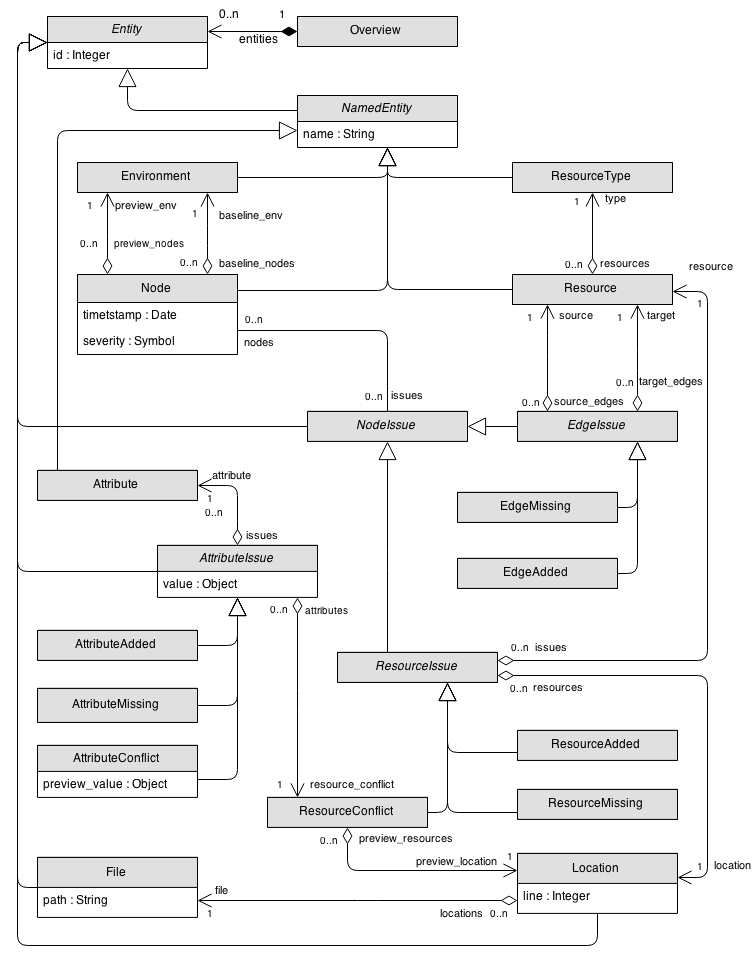 Entity
id : Integer
0..n
1
entities
Overview
NamedEntity
name : String
Environment
ResourceType
1
preview_env
1
baseline_env
1
type
0..n
preview_nodes
0..n
baseline_nodes
0..n
resources
resource
Node
timetstamp : Date
severity : Symbol
Resource
1
1
source
1
target
0..n
nodes
0..n
issues
0..n
source_edges
0..n
target_edges
NodeIssue
EdgeIssue
Attribute
attribute
1
0..n
issues
EdgeMissing
AttributeIssue
value : Object
EdgeAdded
0..n
attributes
AttributeAdded
0..n
issues
ResourceIssue
0..n
resources
AttributeMissing
AttributeConflict
preview_value : Object
ResourceAdded
1
resource_conflict
ResourceConflict
ResourceMissing
0..n
preview_resources
preview_location
1
1
location
File
path : String
file
1
Location
line : Integer
locations
0..n